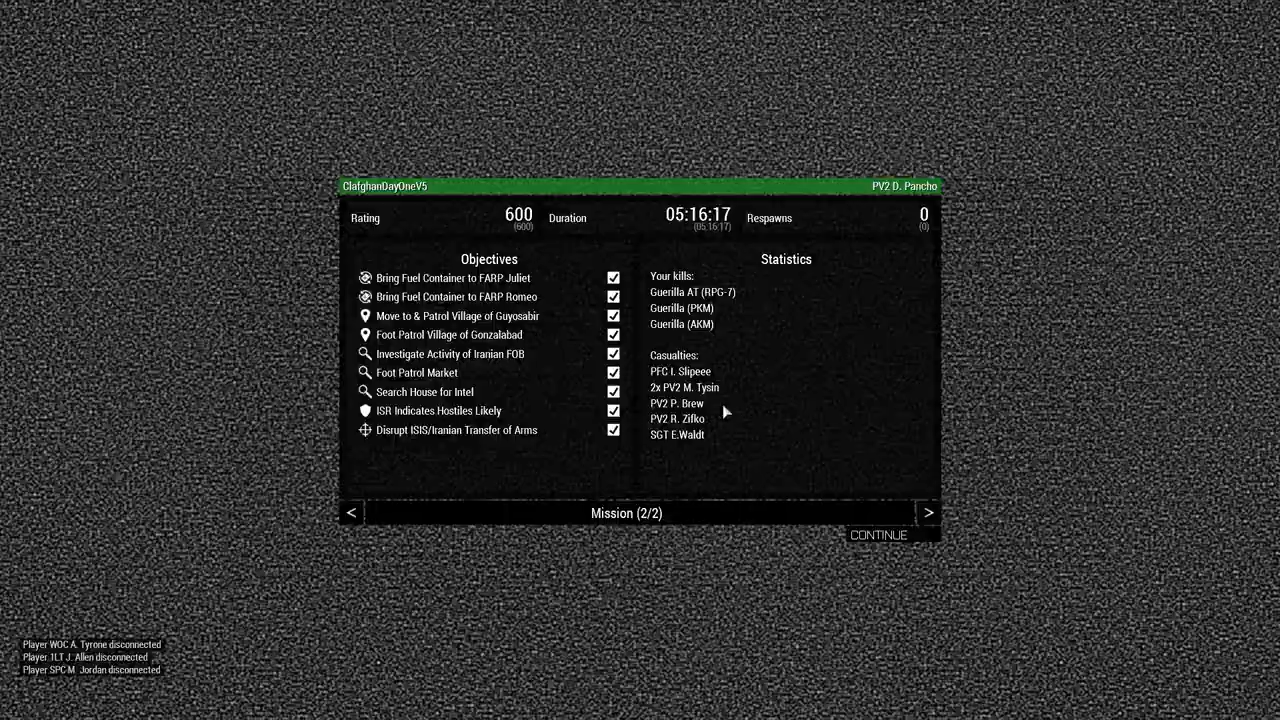 ClafghanDayOneV5 PV2 D. Pancho
Rating 600 (600) Duration 05:16:17 (05:16:17) Respawns 0 (0)
Objectives
Bring Fuel Container to FARP Juliet
Bring Fuel Container to FARP Romeo
Move to & Patrol Village of Guyosabir
Foot Patrol Village of Gonzalabad
Investigate Activity of Iranian FOB
Foot Patrol Market
Search House for Intel
ISR Indicates Hostiles Likely
Disrupt ISIS/Iranian Transfer of Arms
Statistics
Your kills:
Guerilla AT (RPG-7)
Guerilla (PKM)
Guerilla (AKM)
Casualties:
PFC I. Slipeee
2x PV2 M. Tysin
PV2 P. Brew
PV2 R. Zifko
SGT E.Waldt
< Mission (2/2) >
CONTINUE
Player WOC A. Tyrone disconnected
Player 1LT J. Allen disconnected
Player SPC M. Jordan disconnected